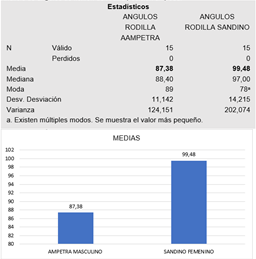 Estadísticos
ANGULOS RODILLA AAMPETRA
ANGULOS RODILLA SANDINO
N Válido 15 15
Perdidos 0 0
Media 87,38 99,48
Mediana 88,40 97,00
Moda 89 78ª
Desv. Desviación 11,142 14,215
Varianza 124,151 202,074
a. Existen múltiples modos. Se muestra el valor más pequeño.
MEDIAS
102
100
98
96
94
92
90
88
86
84
82
80
99,48
87,38
AMPETRA MASCULINO SANDINO FEMENINO